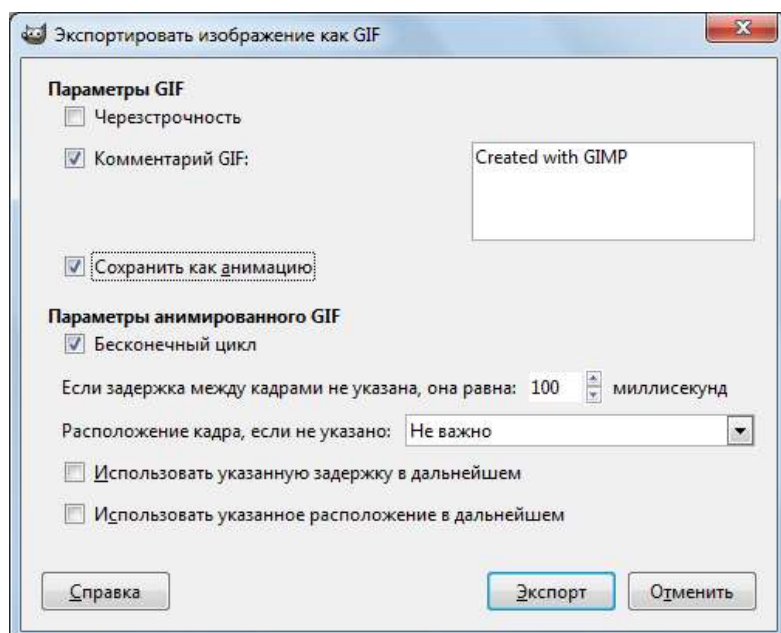 Экспортировать изображение как GIF
Параметры GIF
Черезстрочность
Комментарий GIF:
Created with GIMP
Сохранить как анимацию
Параметры анимированного GIF
Бесконечный цикл
Если задержка между кадрами не указана, она равна: 100 миллисекунд
Расположение кадра, если не указано: Не важно
Использовать указанную задержку в дальнейшем
Использовать указанное расположение в дальнейшем
Справка Экспорт Отменить